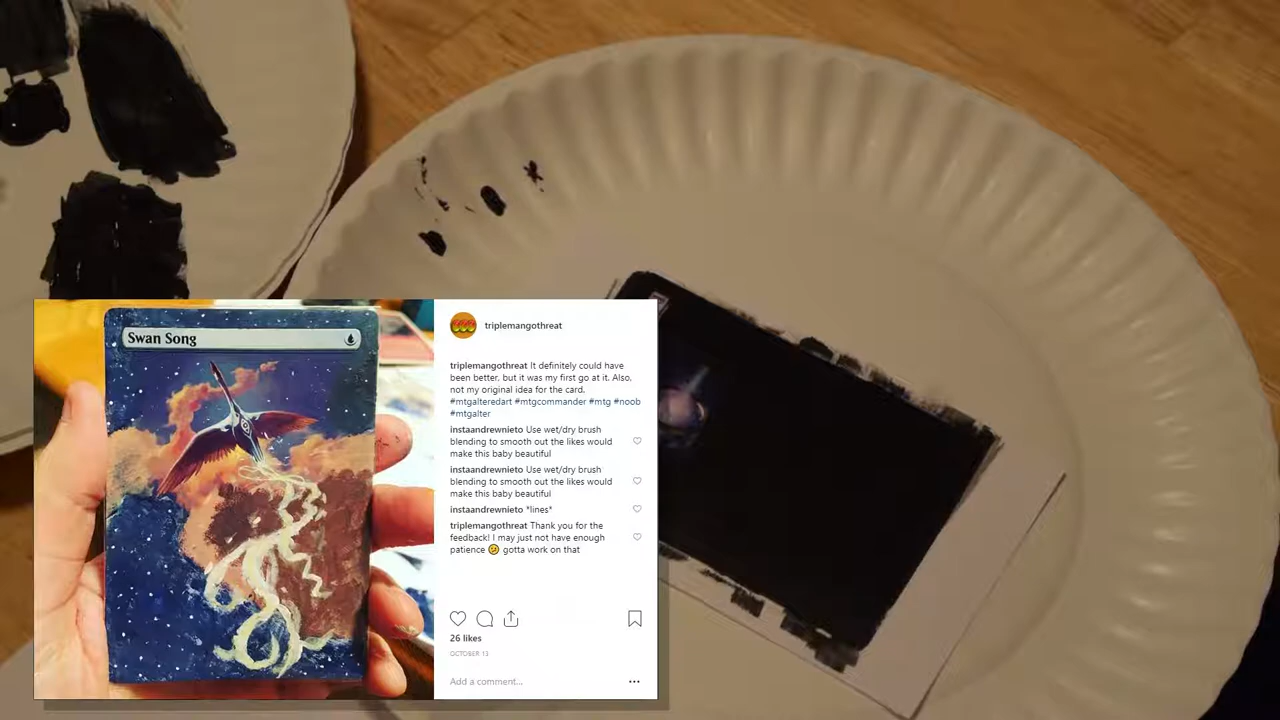 Swan Song
triplemangothreat
triplemangothreat It definitely could have
been better, but it was my first go at it. Also,
not my original idea for the card.
#mtgalteredart #mtgcommander #mtg #noob
#mtgalter
instaandrewnieto Use wet/dry brush
blending to smooth out the likes would
make this baby beautiful
instaandrewnieto Use wet/dry brush
blending to smooth out the likes would
make this baby beautiful
instaandrewnieto *lines*
triplemangothreat Thank you for the
feedback! I may just not have enough
patience 😕 gotta work on that
26 likes
OCTOBER 13
Add a comment...